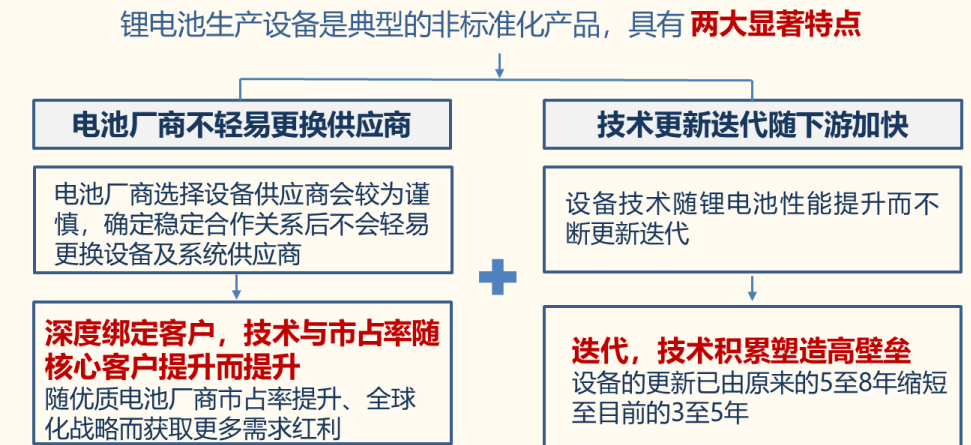 锂电池生产设备是典型的非标准化产品，具有 两大显著特点
电池厂商不轻易更换供应商
电池厂商选择设备供应商会较为谨
慎，确定稳定合作关系后不会轻易
更换设备及系统供应商
深度绑定客户，技术与市占率随
核心客户提升而提升
随优质电池厂商市占率提升、全球
化战略而获取更多需求红利
技术更新迭代随下游加快
设备技术随锂电池性能提升而不
断更新迭代
迭代，技术积累塑造高壁垒
设备的更新已由原来的5至8年缩短
至目前的3至5年